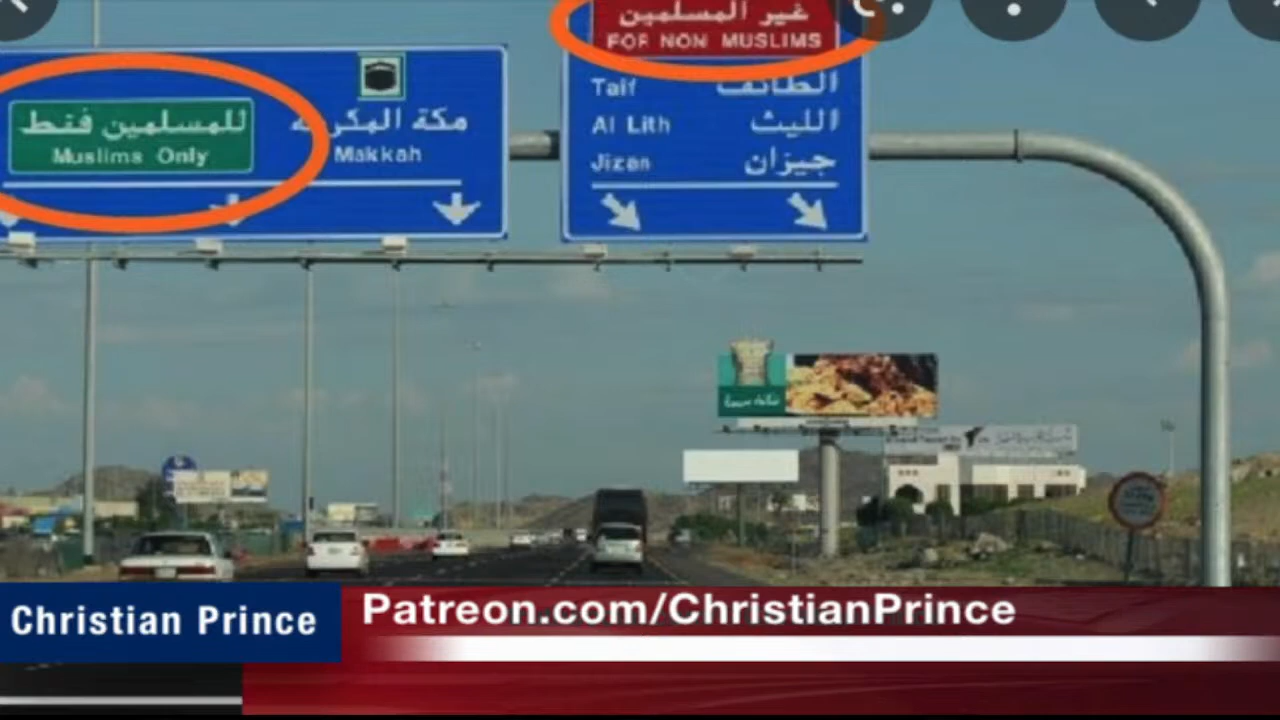 للمسلمين فقط
Muslims Only
مكة المكرمة
Makkah
غير المسلمين
FOR NON MUSLIMS
Taif الطائف
Al Lith الليث
Jizan جيزان
Christian Prince
Patreon.com/ChristianPrince